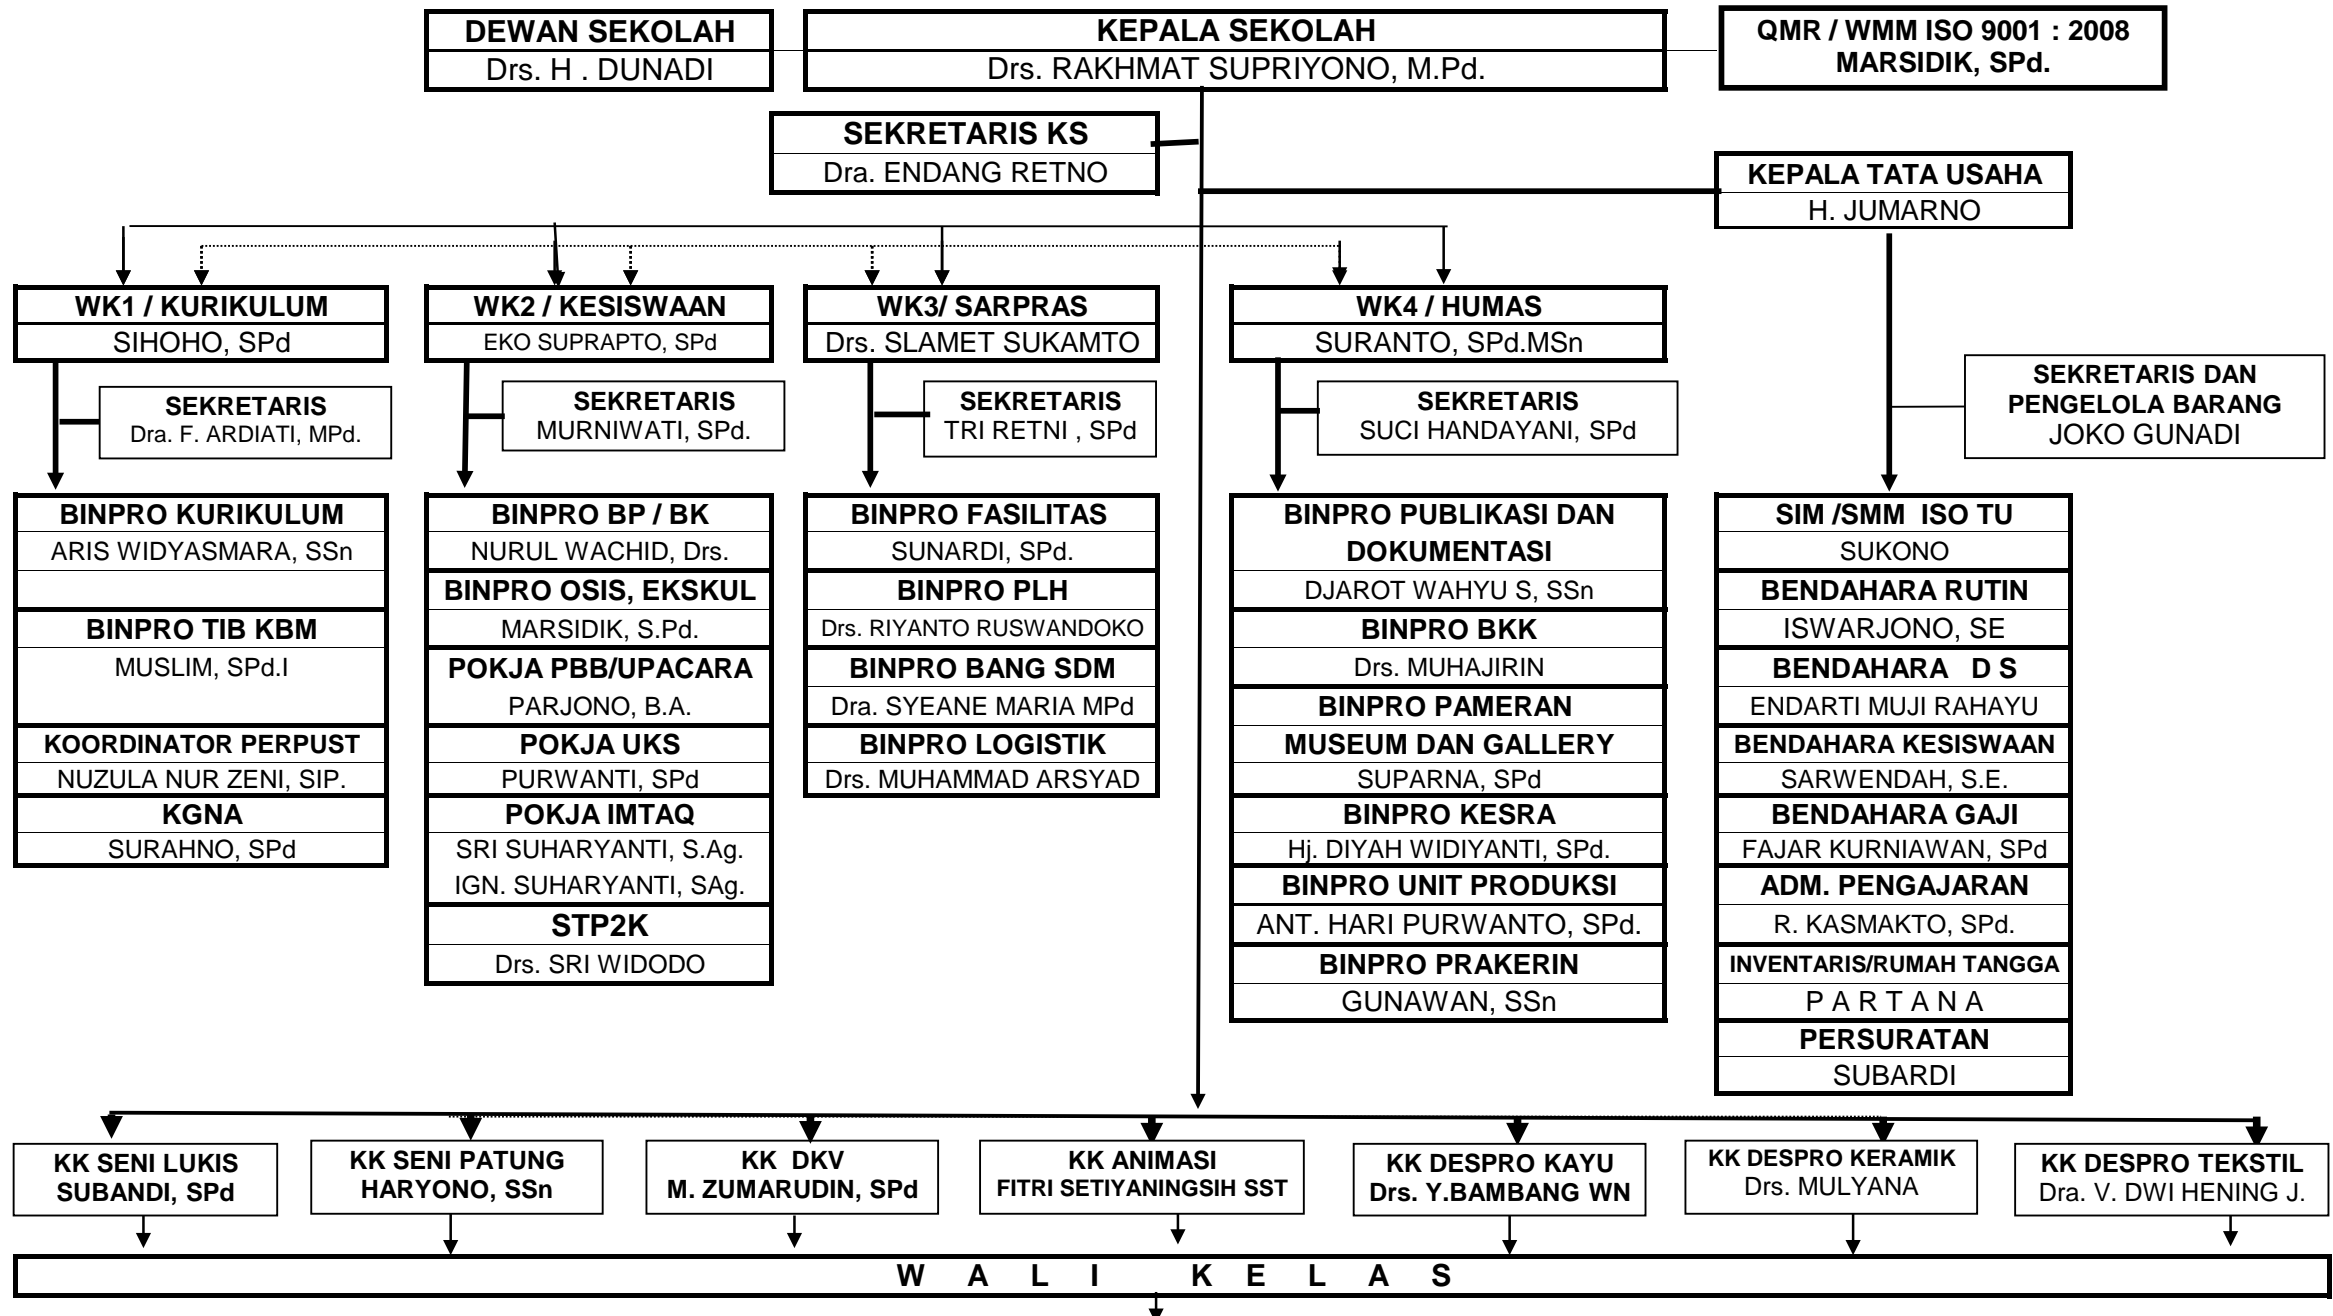 DEWAN SEKOLAH
Drs. H . DUNADI
KEPALA SEKOLAH
Drs. RAKHMAT SUPRIYONO, M.Pd.
QMR / WMM ISO 9001 : 2008
MARSIDIK, SPd.
SEKRETARIS KS
Dra. ENDANG RETNO
KEPALA TATA USAHA
H. JUMARNO
WK1 / KURIKULUM
SIHOHO, SPd
WK2 / KESISWAAN
EKO SUPRAPTO, SPd
WK3/ SARPRAS
Drs. SLAMET SUKAMTO
WK4 / HUMAS
SURANTO, SPd.MSn
SEKRETARIS
Dra. F. ARDIATI, MPd.
SEKRETARIS
MURNIWATI, SPd.
SEKRETARIS
TRI RETNI , SPd
SEKRETARIS
SUCI HANDAYANI, SPd
SEKRETARIS DAN
PENGELOLA BARANG
JOKO GUNADI
BINPRO KURIKULUM
ARIS WIDYASMARA, SSn
BINPRO TIB KBM
MUSLIM, SPd.I
KOORDINATOR PERPUST
NUZULA NUR ZENI, SIP.
KGNA
SURAHNO, SPd
BINPRO BP / BK
NURUL WACHID, Drs.
BINPRO OSIS, EKSKUL
MARSIDIK, S.Pd.
POKJA PBB/UPACARA
PARJONO, B.A.
POKJA UKS
PURWANTI, SPd
POKJA IMTAQ
SRI SUHARYANTI, S.Ag.
IGN. SUHARYANTI, SAg.
STP2K
Drs. SRI WIDODO
BINPRO FASILITAS
SUNARDI, SPd.
BINPRO PLH
Drs. RIYANTO RUSWANDOKO
BINPRO BANG SDM
Dra. SYEANE MARIA MPd
BINPRO LOGISTIK
Drs. MUHAMMAD ARSYAD
BINPRO PUBLIKASI DAN
DOKUMENTASI
DJAROT WAHYU S, SSn
BINPRO BKK
Drs. MUHAJIRIN
BINPRO PAMERAN
MUSEUM DAN GALLERY
SUPARNA, SPd
BINPRO KESRA
Hj. DIYAH WIDIYANTI, SPd.
BINPRO UNIT PRODUKSI
ANT. HARI PURWANTO, SPd.
BINPRO PRAKERIN
GUNAWAN, SSn
SIM /SMM ISO TU
SUKONO
BENDAHARA RUTIN
ISWARJONO, SE
BENDAHARA D S
ENDARTI MUJI RAHAYU
BENDAHARA KESISWAAN
SARWENDAH, S.E.
BENDAHARA GAJI
FAJAR KURNIAWAN, SPd
ADM. PENGAJARAN
R. KASMAKTO, SPd.
INVENTARIS/RUMAH TANGGA
P A R T A N A
PERSURATAN
SUBARDI
KK SENI LUKIS
SUBANDI, SPd
KK SENI PATUNG
HARYONO, SSn
KK DKV
M. ZUMARUDIN, SPd
KK ANIMASI
FITRI SETIYANINGSIH SST
KK DESPRO KAYU
Drs. Y.BAMBANG WN
KK DESPRO KERAMIK
Drs. MULYANA
KK DESPRO TEKSTIL
Dra. V. DWI HENING J.
W A L I K E L A S